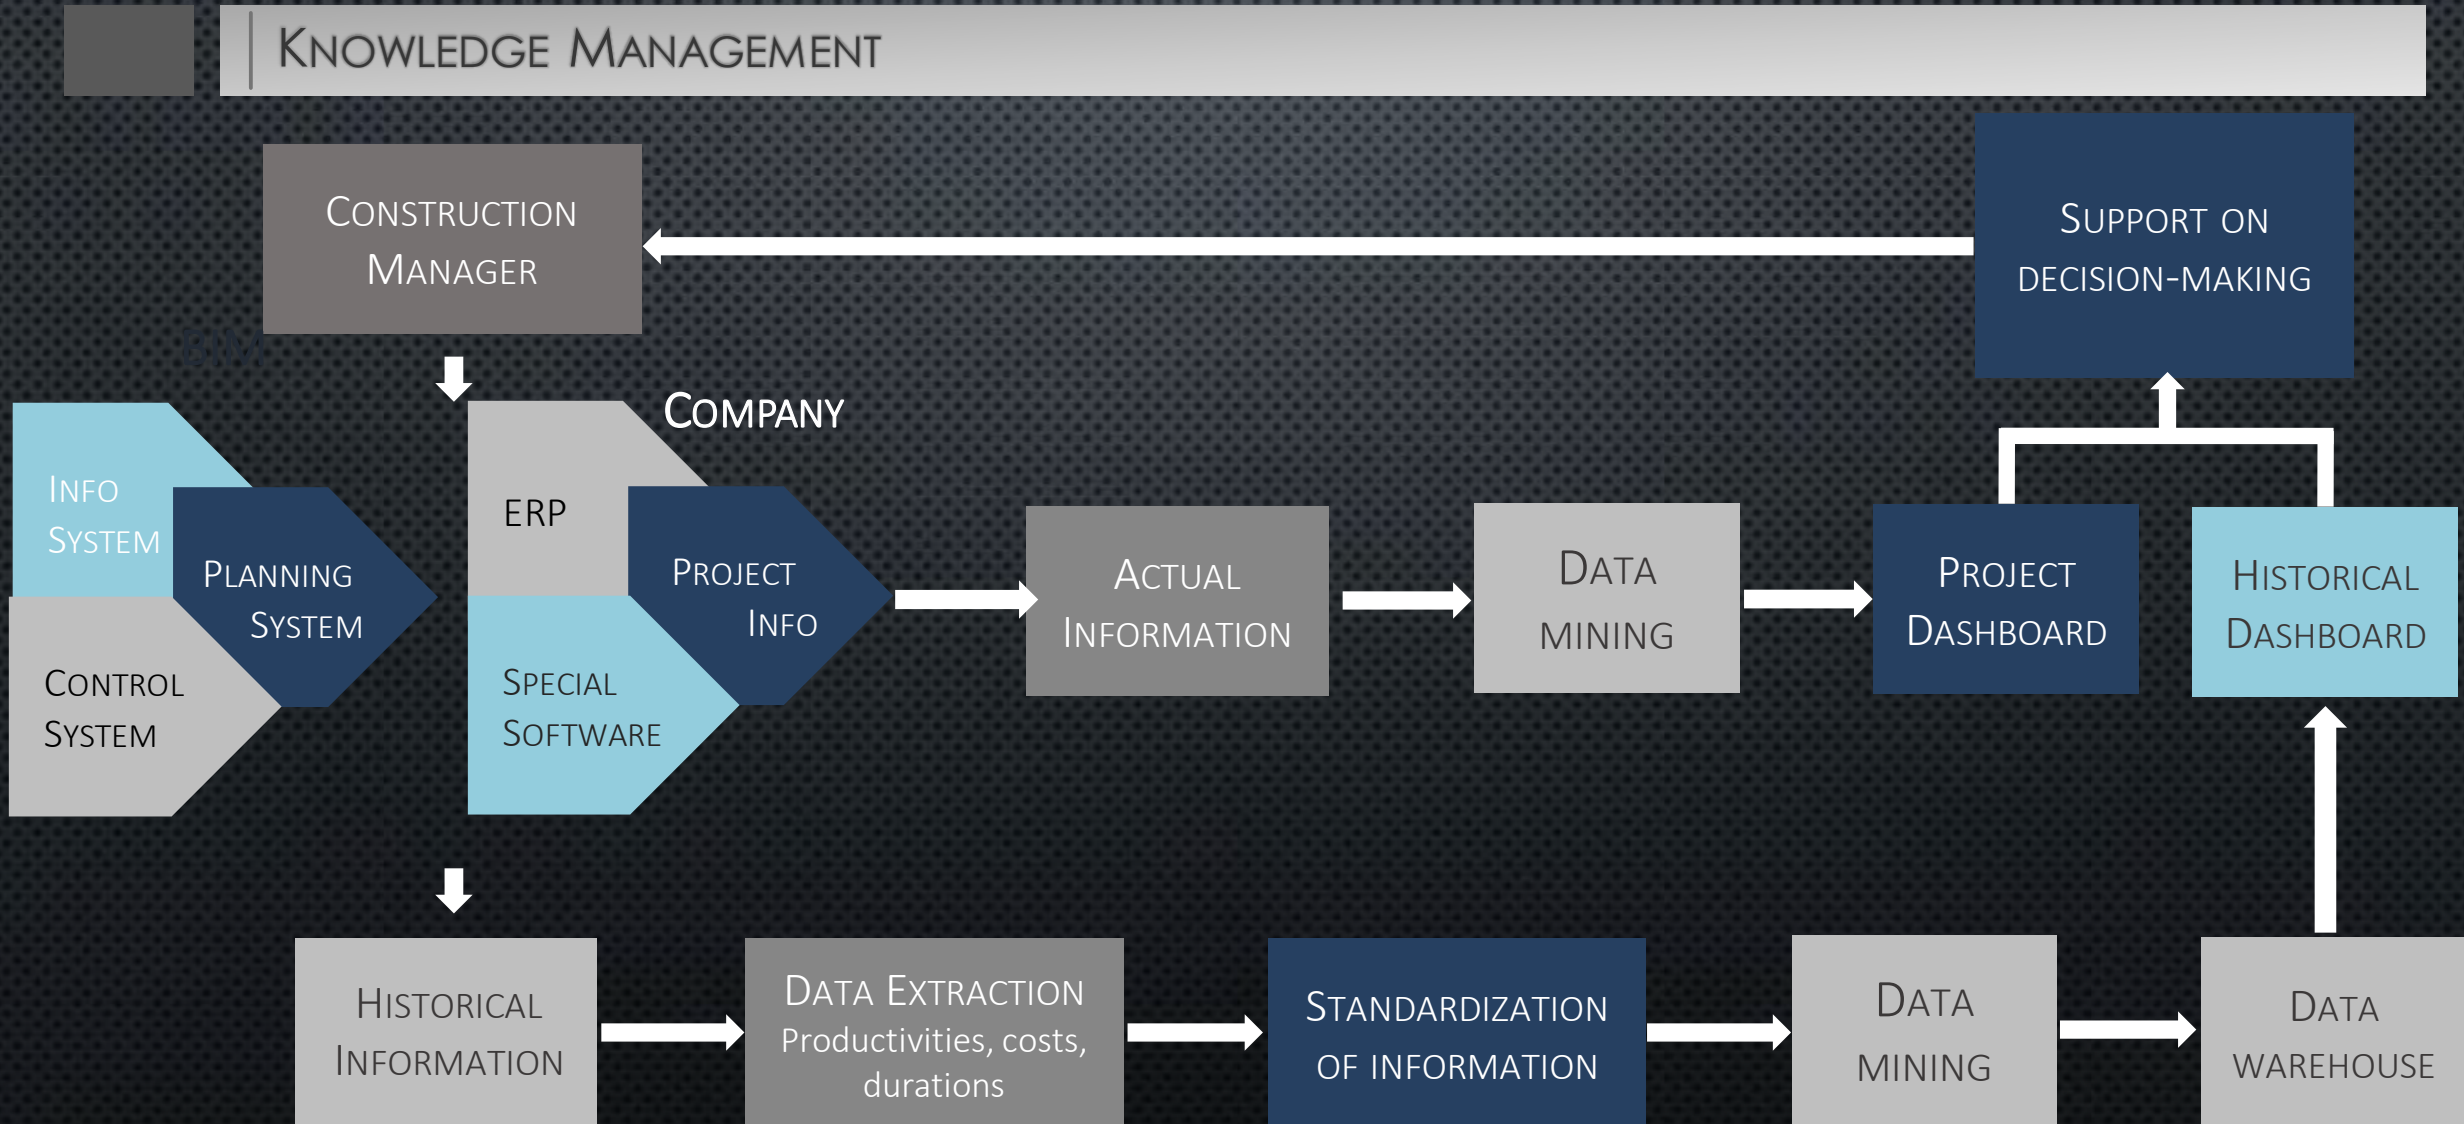 KNOWLEDGE MANAGEMENT
CONSTRUCTION
MANAGER
SUPPORT ON
DECISION-MAKING
BIM
COMPANY
INFO
SYSTEM
PLANNING
SYSTEM
CONTROL
SYSTEM
ERP
PROJECT
INFO
SPECIAL
SOFTWARE
ACTUAL
INFORMATION
DATA
MINING
PROJECT
DASHBOARD
HISTORICAL
DASHBOARD
HISTORICAL
INFORMATION
DATA EXTRACTION
Productivities, costs,
durations
STANDARDIZATION
OF INFORMATION
DATA
MINING
DATA
WAREHOUSE